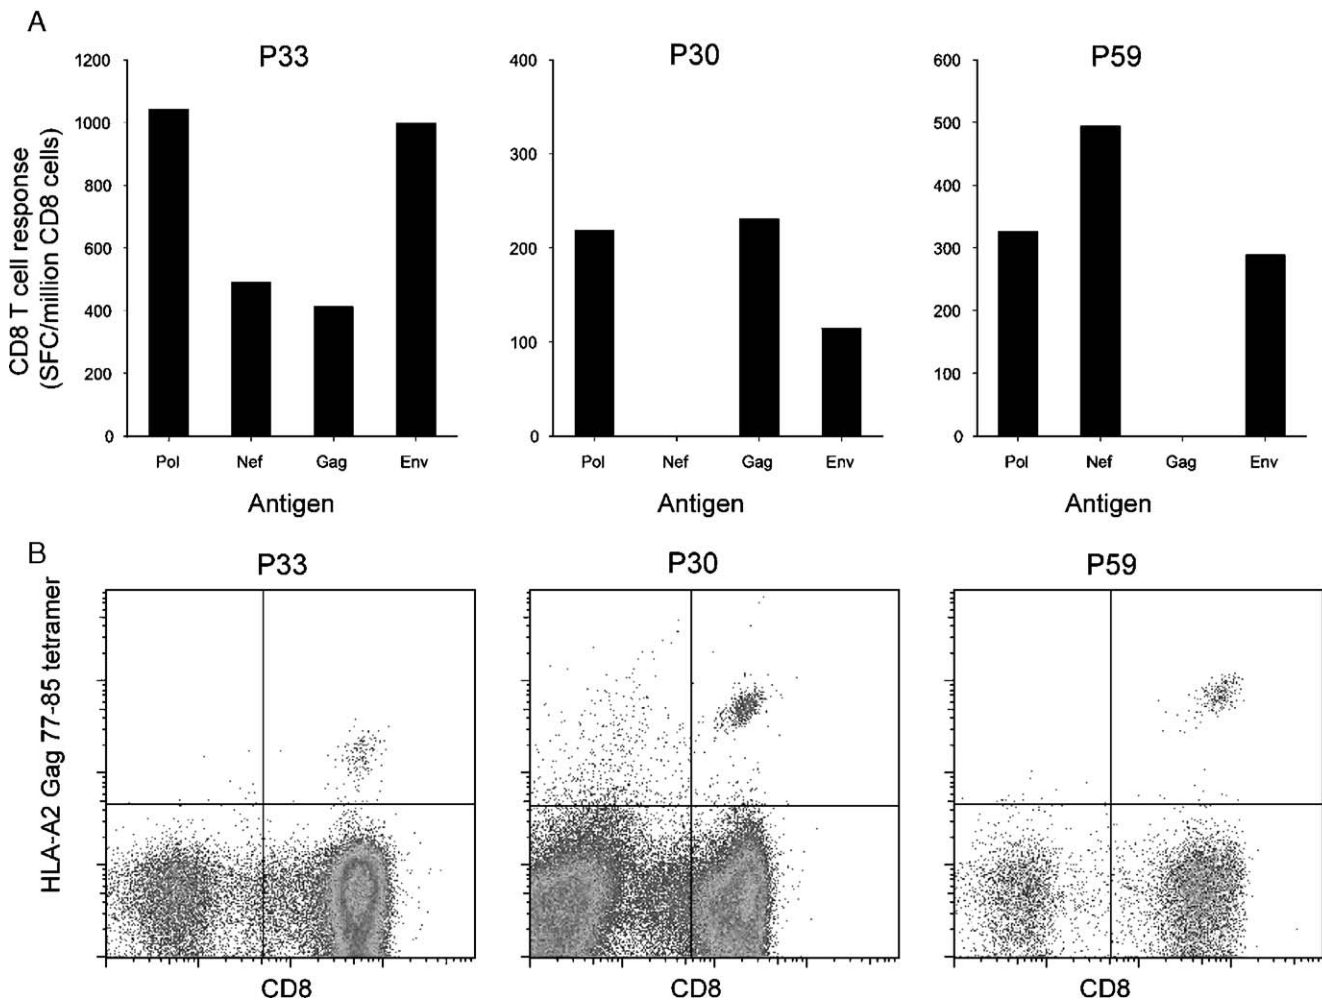 A
P33
P30
P59
CD8 T cell response
(SFC/million CD8 cells)
1200
1000
800
600
400
200
0
Pol Nef Gag Env
Antigen
400
300
200
100
0
Pol Nef Gag Env
Antigen
600
500
400
300
200
100
0
Pol Nef Gag Env
Antigen
B
P33
P30
P59
HLA-A2 Gag 77-85 tetramer
CD8
CD8
CD8